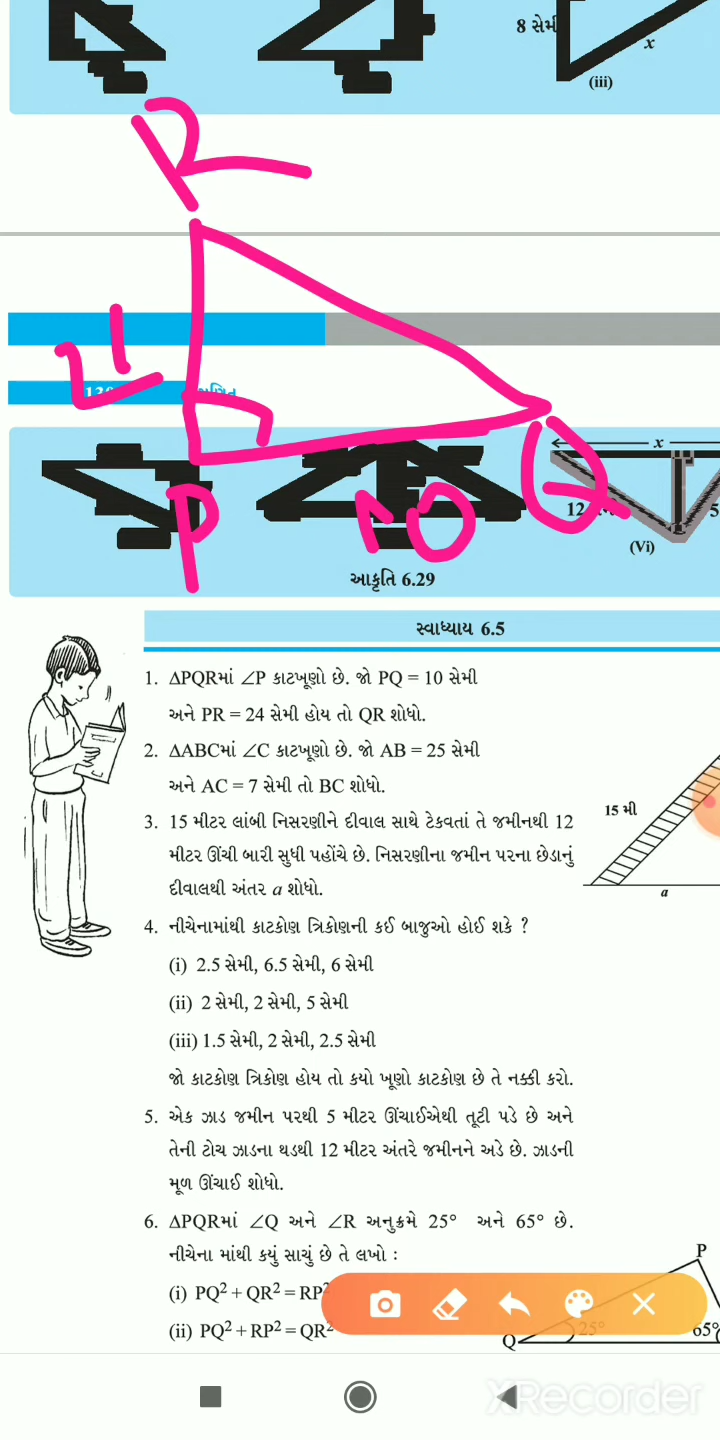 8 સેમી
x
(iii)
R
24
P
10
Q
x
12
5
(Vi)
આકૃતિ 6.29
સ્વાધ્યાય 6.5
1. ΔPQRમાં ∠P કાટખૂણો છે. જો PQ = 10 સેમી
અને PR = 24 સેમી હોય તો QR શોધો.
2. ΔABCમાં ∠C કાટખૂણો છે. જો AB = 25 સેમી
અને AC = 7 સેમી તો BC શોધો.
3. 15 મીટર લાંબી નિસરણીને દીવાલ સાથે ટેકવતાં તે જમીનથી 12
મીટર ઊંચી બારી સુધી પહોંચે છે. નિસરણીના જમીન પરના છેડાનું
દીવાલથી અંતર a શોધો.
15 મી
a
4. નીચેનામાંથી કાટકોણ ત્રિકોણની કઈ બાજુઓ હોઈ શકે ?
(i) 2.5 સેમી, 6.5 સેમી, 6 સેમી
(ii) 2 સેમી, 2 સેમી, 5 સેમી
(iii) 1.5 સેમી, 2 સેમી, 2.5 સેમી
જો કાટકોણ ત્રિકોણ હોય તો કયો ખૂણો કાટકોણ છે તે નક્કી કરો.
5. એક ઝાડ જમીન પરથી 5 મીટર ઊંચાઈએથી તૂટી પડે છે અને
તેની ટોચ ઝાડના થડથી 12 મીટર અંતરે જમીનને અડે છે. ઝાડની
મૂળ ઊંચાઈ શોધો.
6. ΔPQRમાં ∠Q અને ∠R અનુક્રમે 25° અને 65° છે.
નીચેના માંથી કયું સાચું છે તે લખો :
(i) PQ² + QR² = RP²
(ii) PQ² + RP² = QR²
P
Q
25°
65°
XRecorder